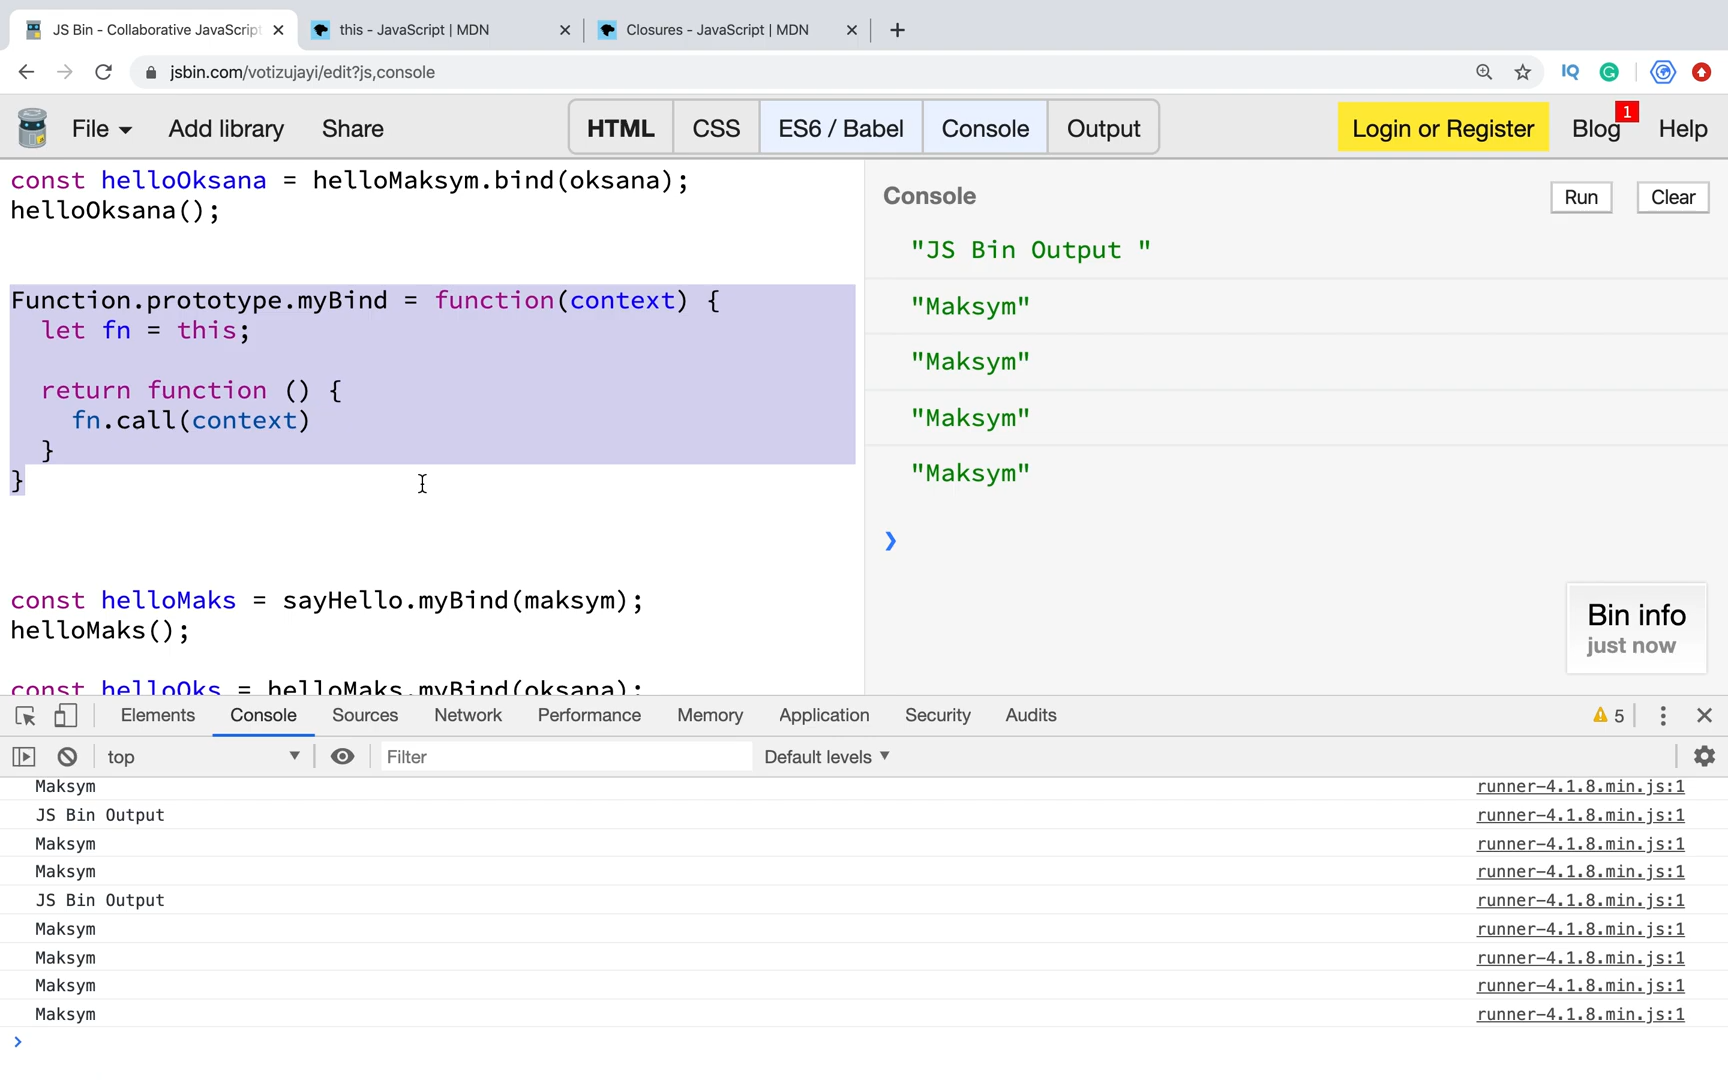 JS Bin - Collaborative JavaScript
this - JavaScript | MDN
Closures - JavaScript | MDN
jsbin.com/votizujayi/edit?js,console
IQ
File
Add library
Share
HTML
CSS
ES6 / Babel
Console
Output
Login or Register
Blog
1
Help
const helloOksana = helloMaksym.bind(oksana);
helloOksana();
Function.prototype.myBind = function(context) {
let fn = this;
return function () {
fn.call(context)
}
}
const helloMaks = sayHello.myBind(maksym);
helloMaks();
const helloOks = helloMaks.myBind(oksana);
Console
Run
Clear
"JS Bin Output "
"Maksym"
"Maksym"
"Maksym"
"Maksym"
Bin info
just now
Elements
Console
Sources
Network
Performance
Memory
Application
Security
Audits
5
top
Filter
Default levels
Maksym runner-4.1.8.min.js:1
JS Bin Output runner-4.1.8.min.js:1
Maksym runner-4.1.8.min.js:1
Maksym runner-4.1.8.min.js:1
JS Bin Output runner-4.1.8.min.js:1
Maksym runner-4.1.8.min.js:1
Maksym runner-4.1.8.min.js:1
Maksym runner-4.1.8.min.js:1
Maksym runner-4.1.8.min.js:1